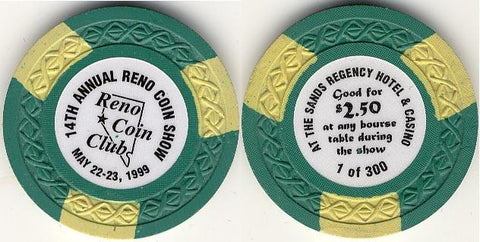 14TH ANNUAL RENO COIN SHOW
Reno
Coin
Club
MAY 22-23, 1999
AT THE SANDS REGENCY HOTEL & CASINO
Good for
$2.50
at any bourse
table during
the show
1 of 300